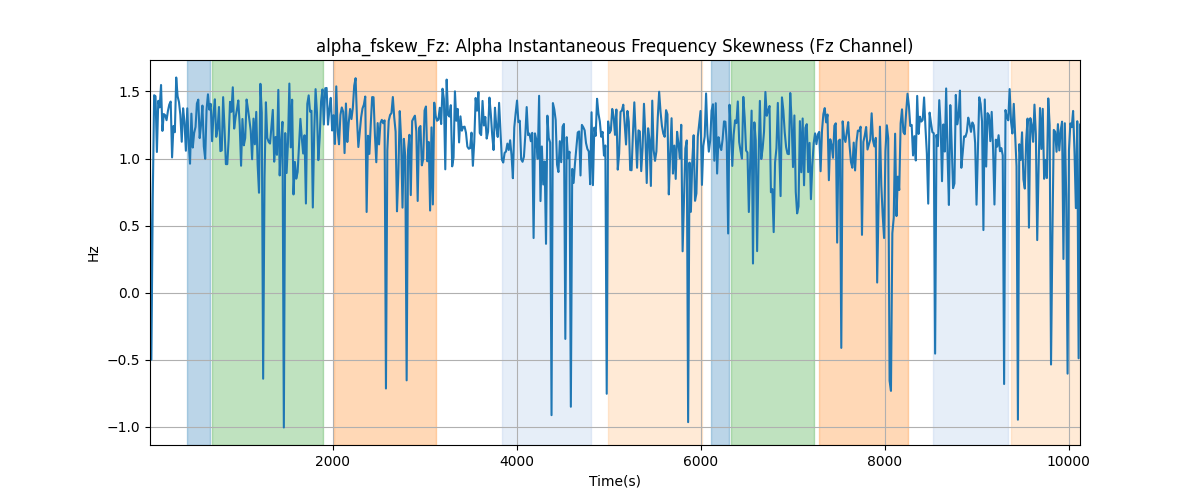 alpha_fskew_Fz: Alpha Instantaneous Frequency Skewness (Fz Channel)
1.5
1.0
0.5
0.0
−0.5
−1.0
Hz
2000 4000 6000 8000 10000
Time(s)